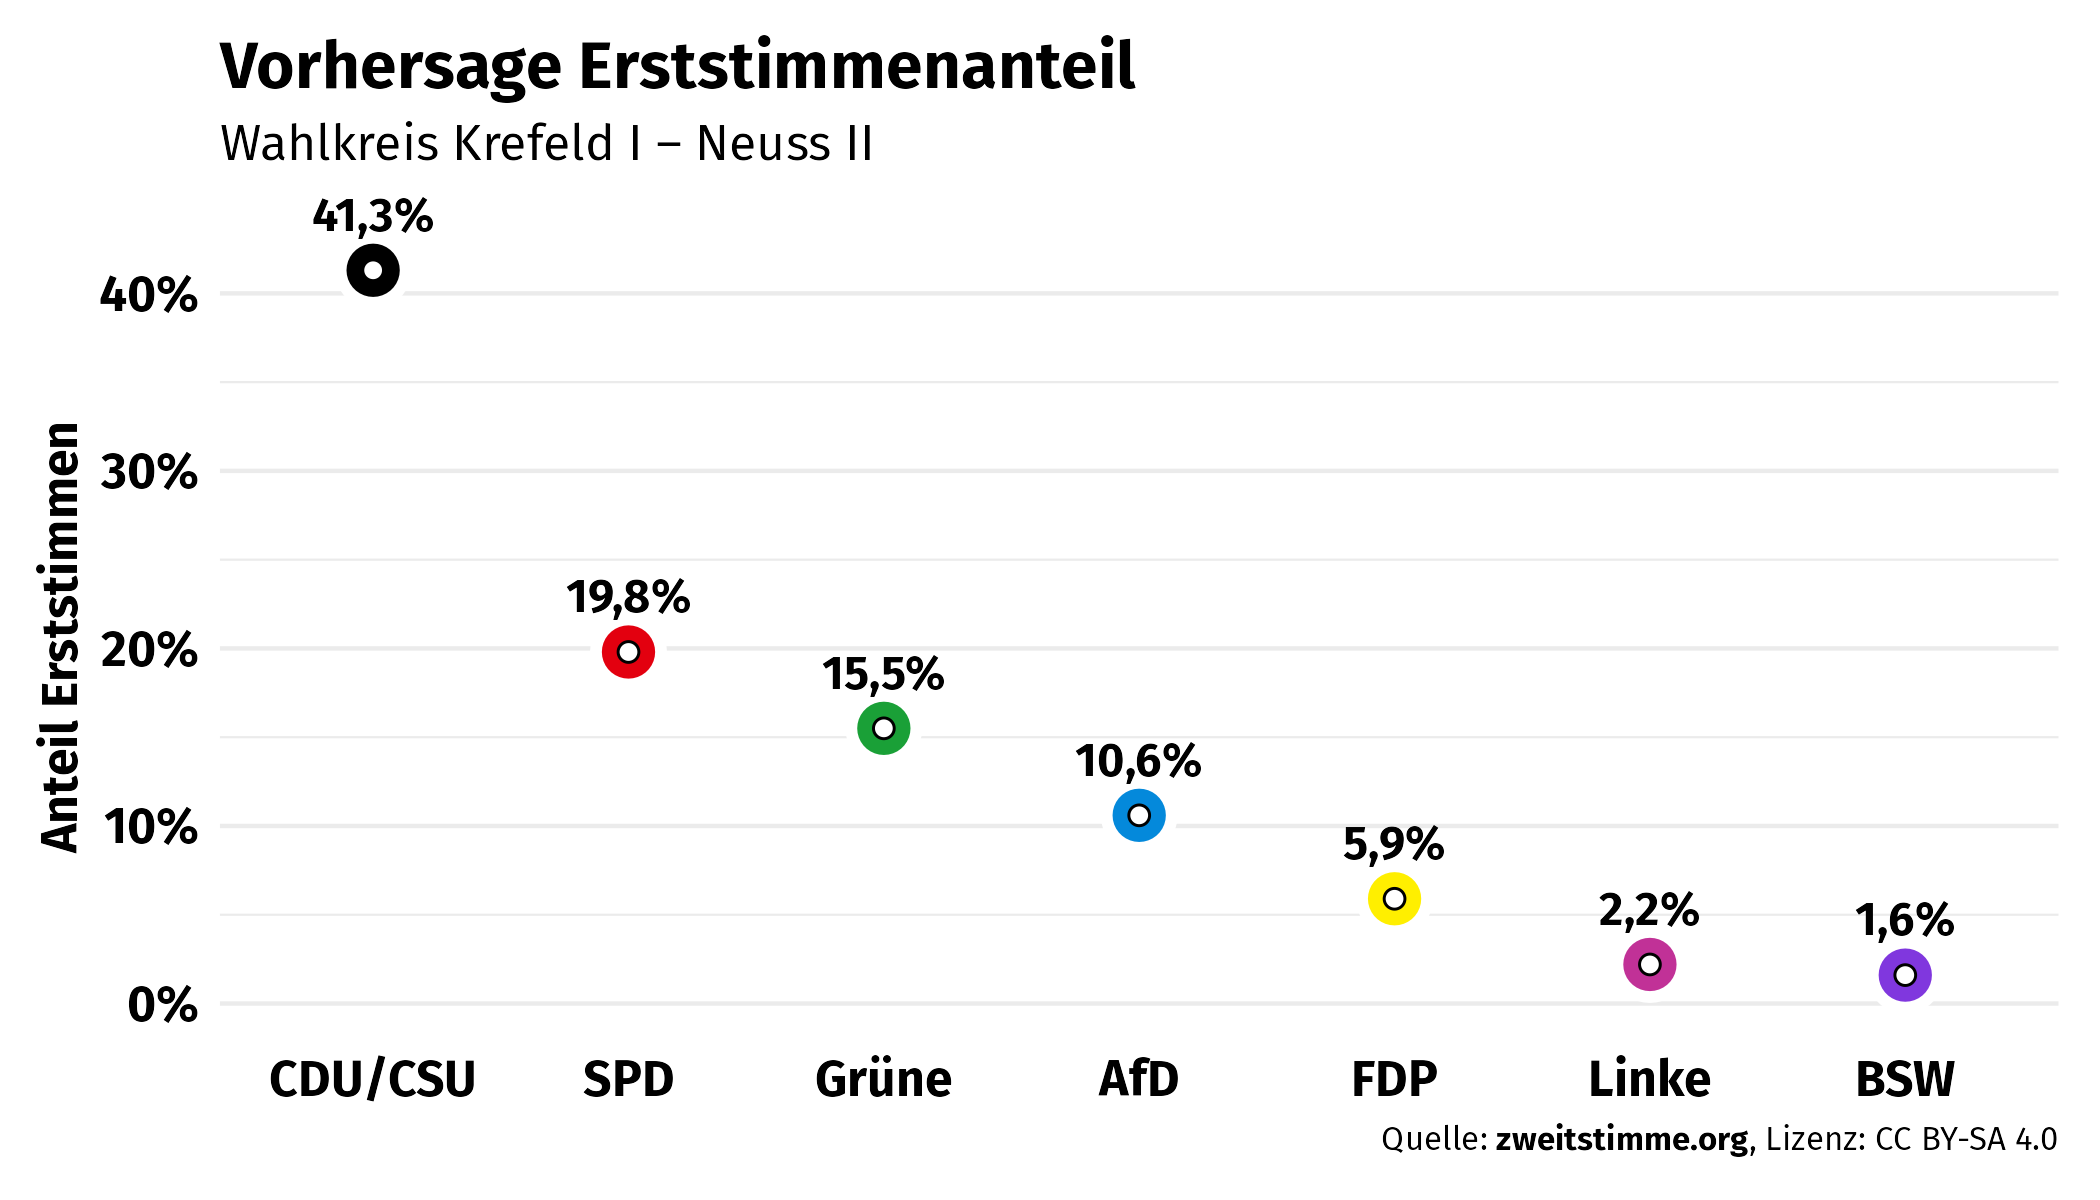 Vorhersage Erststimmenanteil
Wahlkreis Krefeld I – Neuss II
Anteil Erststimmen
40%
30%
20%
10%
0%
41,3%
19,8%
15,5%
10,6%
5,9%
2,2%
1,6%
CDU/CSU SPD Grüne AfD FDP Linke BSW
Quelle: zweitstimme.org, Lizenz: CC BY-SA 4.0